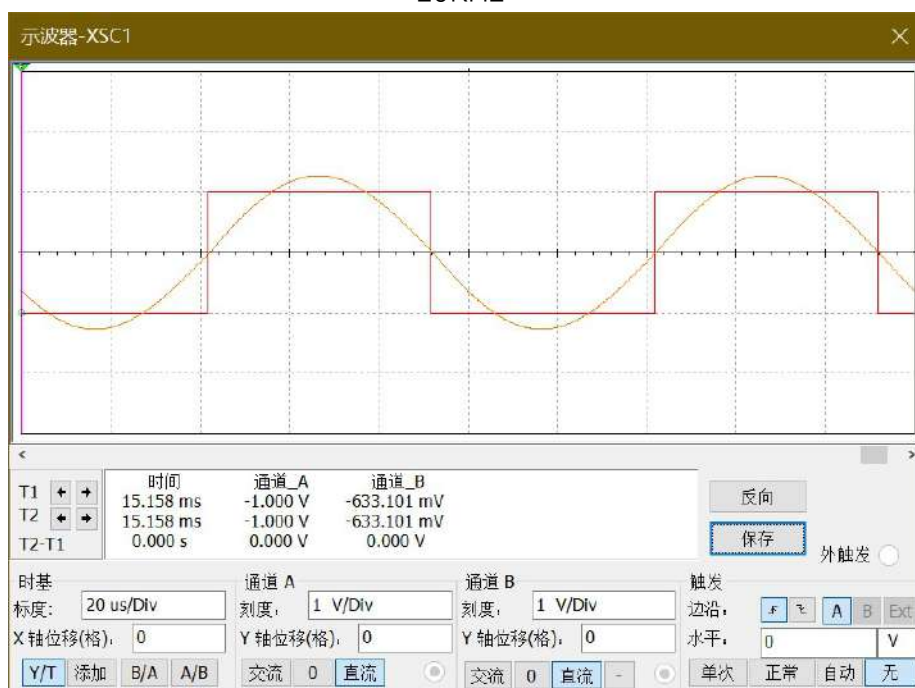 示波器-XSC1
时间 通道_A 通道_B
T1 15.158 ms -1.000 V -633.101 mV
T2 15.158 ms -1.000 V -633.101 mV
T2-T1 0.000 s 0.000 V 0.000 V
反向
保存
外触发
时基 通道 A 通道 B 触发
标度： 20 us/Div 刻度： 1 V/Div 刻度： 1 V/Div 边沿： A B Ext
X 轴位移(格)： 0 Y 轴位移(格)： 0 Y 轴位移(格)： 0 水平： 0 V
Y/T 添加 B/A A/B 交流 0 直流 交流 0 直流 - 单次 正常 自动 无